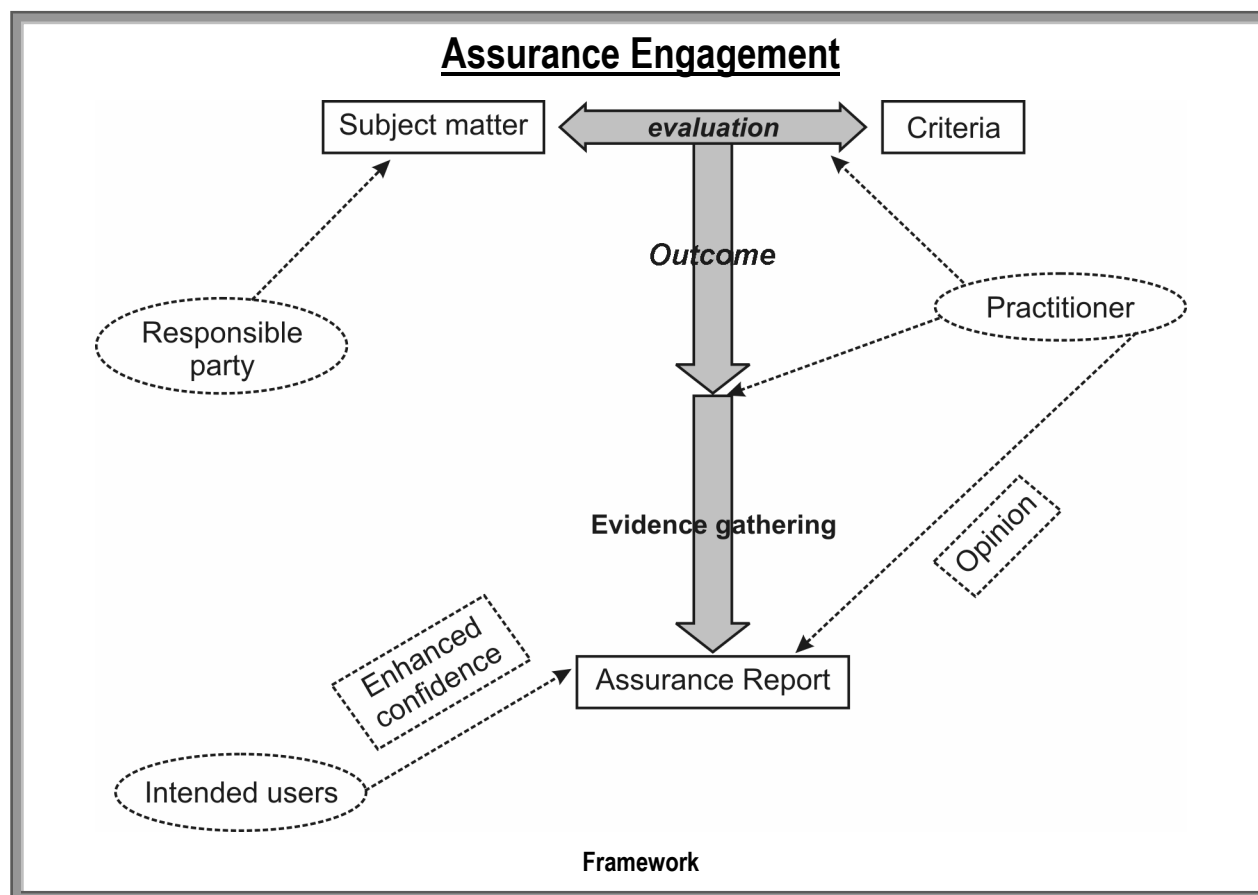 Assurance Engagement
Subject matter
evaluation
Criteria
Outcome
Responsible
party
Practitioner
Evidence gathering
Opinion
Enhanced
confidence
Assurance Report
Intended users
Framework